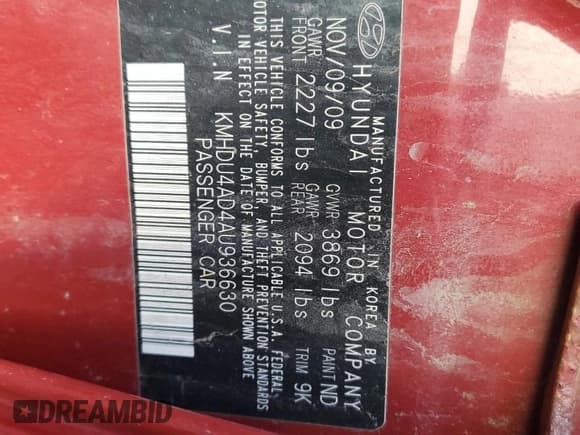 MANUFACTURED IN KOREA BY
HYUNDAI MOTOR COMPANY
NOV/09/09 GVWR 3869 lbs PAINT ND
GAWR FRONT 2227 lbs GAWR REAR 2094 lbs TRIM 9K
THIS VEHICLE CONFORMS TO ALL APPLICABLE U.S.A. FEDERAL
MOTOR VEHICLE SAFETY, BUMPER, AND THEFT PREVENTION STANDARDS
IN EFFECT ON THE DATE OF MANUFACTURE SHOWN ABOVE
V.I.N KMHDU4AD4AU936630
PASSENGER CAR
DREAMBID